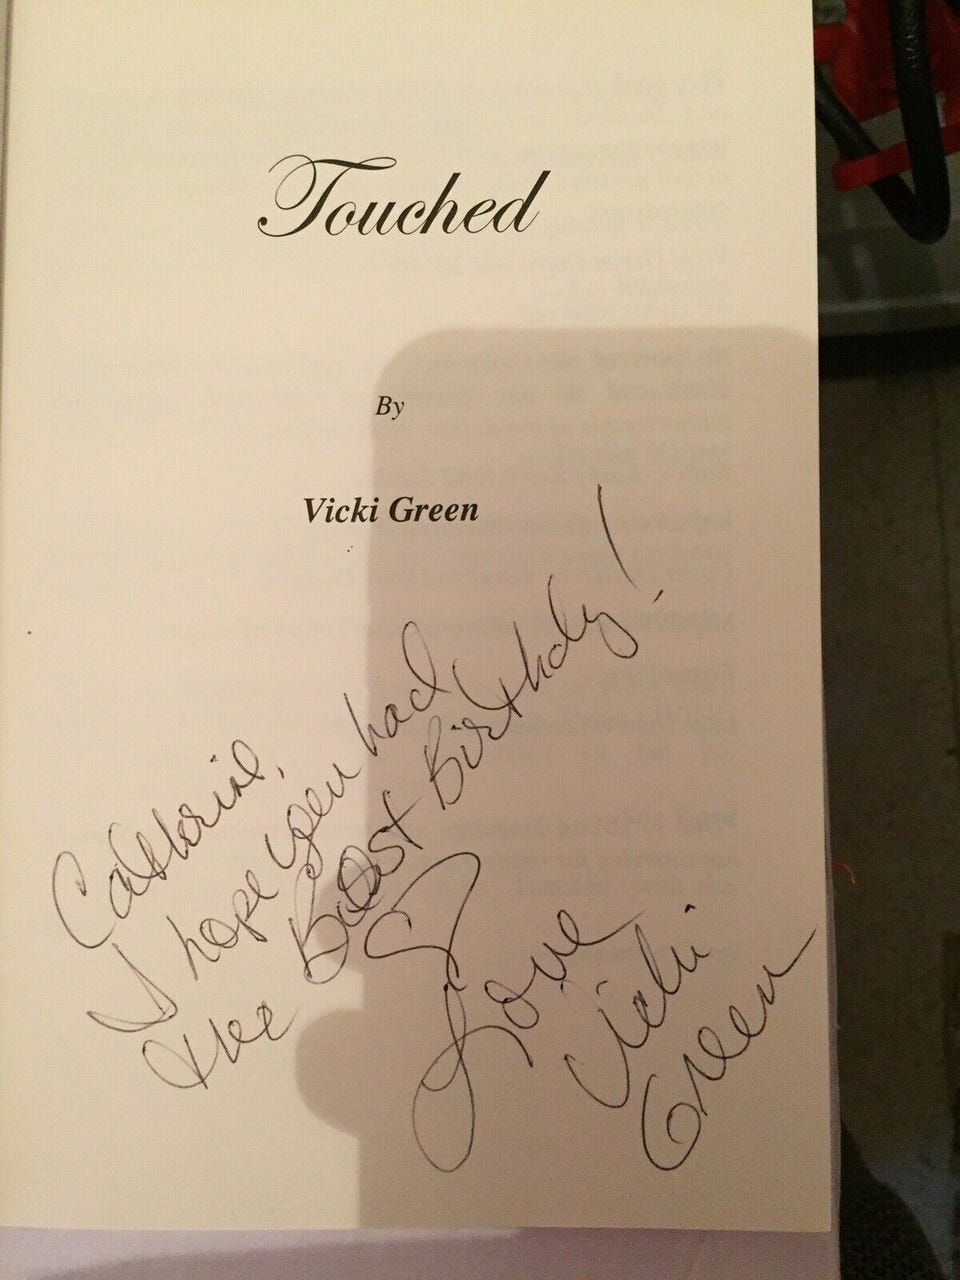 Touched
By
Vicki Green
Catherine,
I hope you had
the Best Birthday!
Love
Vicki
Green